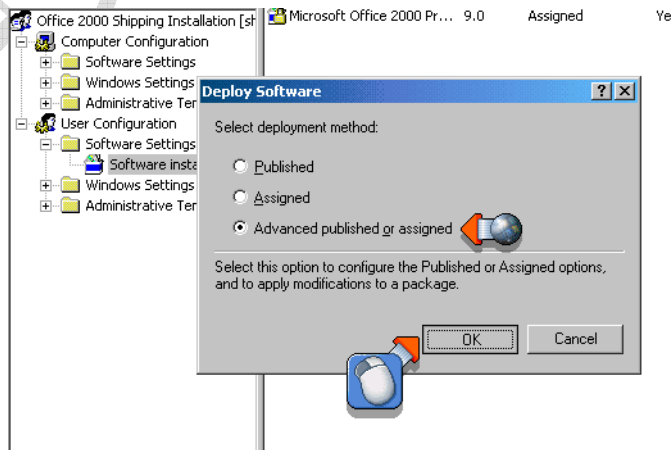 Office 2000 Shipping Installation [sh
Microsoft Office 2000 Pr... 9.0 Assigned Ye
Computer Configuration
Software Settings
Windows Settings
Administrative Ter
User Configuration
Software Settings
Software insta
Windows Settings
Administrative Ter
Deploy Software
Select deployment method:
Published
Assigned
Advanced published or assigned
Select this option to configure the Published or Assigned options,
and to apply modifications to a package.
OK Cancel